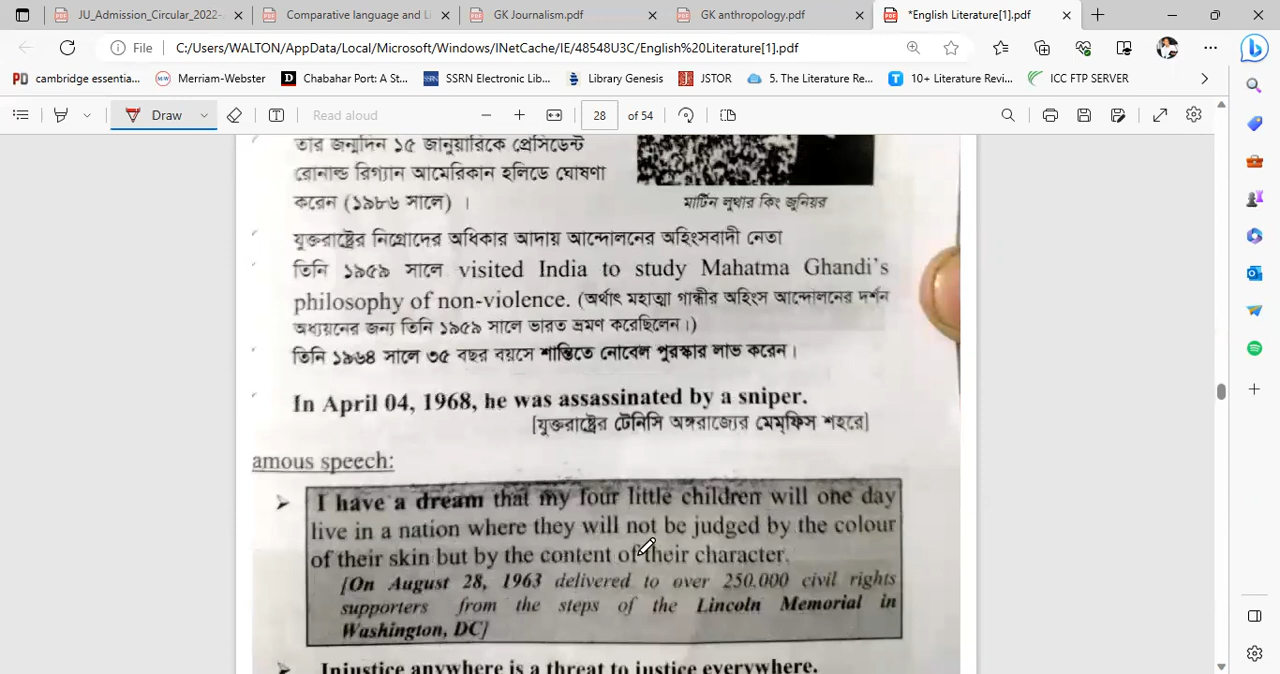 JU_Admission_Circular_2022-
Comparative language and Li
GK Journalism.pdf
GK anthropology.pdf
*English Literature[1].pdf
File
C:/Users/WALTON/AppData/Local/Microsoft/Windows/INetCache/IE/48548U3C/English%20Literature[1].pdf
cambridge essentia...
Merriam-Webster
Chabahar Port: A St...
SSRN Electronic Lib...
Library Genesis
JSTOR
5. The Literature Re...
10+ Literature Revi...
ICC FTP SERVER
Draw
Read aloud
28
of 54
তার জন্মদিন ১৫ জানুয়ারিকে প্রেসিডেন্ট
রোনাল্ড রিগ্যান আমেরিকান হলিডে ঘোষণা
করেন (১৯৮৬ সালে) ।
মার্টিন লুথার কিং জুনিয়র
যুক্তরাষ্ট্রের নিগ্রোদের অধিকার আদায় আন্দোলনের অহিংসবাদী নেতা
তিনি ১৯৫৯ সালে visited India to study Mahatma Ghandi's
philosophy of non-violence. (অর্থাৎ মহাত্মা গান্ধীর অহিংস আন্দোলনের দর্শন
অধ্যয়নের জন্য তিনি ১৯৫৯ সালে ভারত ভ্রমণ করেছিলেন।)
তিনি ১৯৬৪ সালে ৩৫ বছর বয়সে শান্তিতে নোবেল পুরস্কার লাভ করেন।
In April 04, 1968, he was assassinated by a sniper.
[যুক্তরাষ্ট্রের টেনিসি অঙ্গরাজ্যের মেম্ফিস শহরে]
amous speech:
I have a dream that my four little children will one day
live in a nation where they will not be judged by the colour
of their skin but by the content of their character.
[On August 28, 1963 delivered to over 250.000 civil rights
supporters from the steps of the Lincoln Memorial in
Washington, DC]
Injustice anywhere is a threat to justice everywhere.